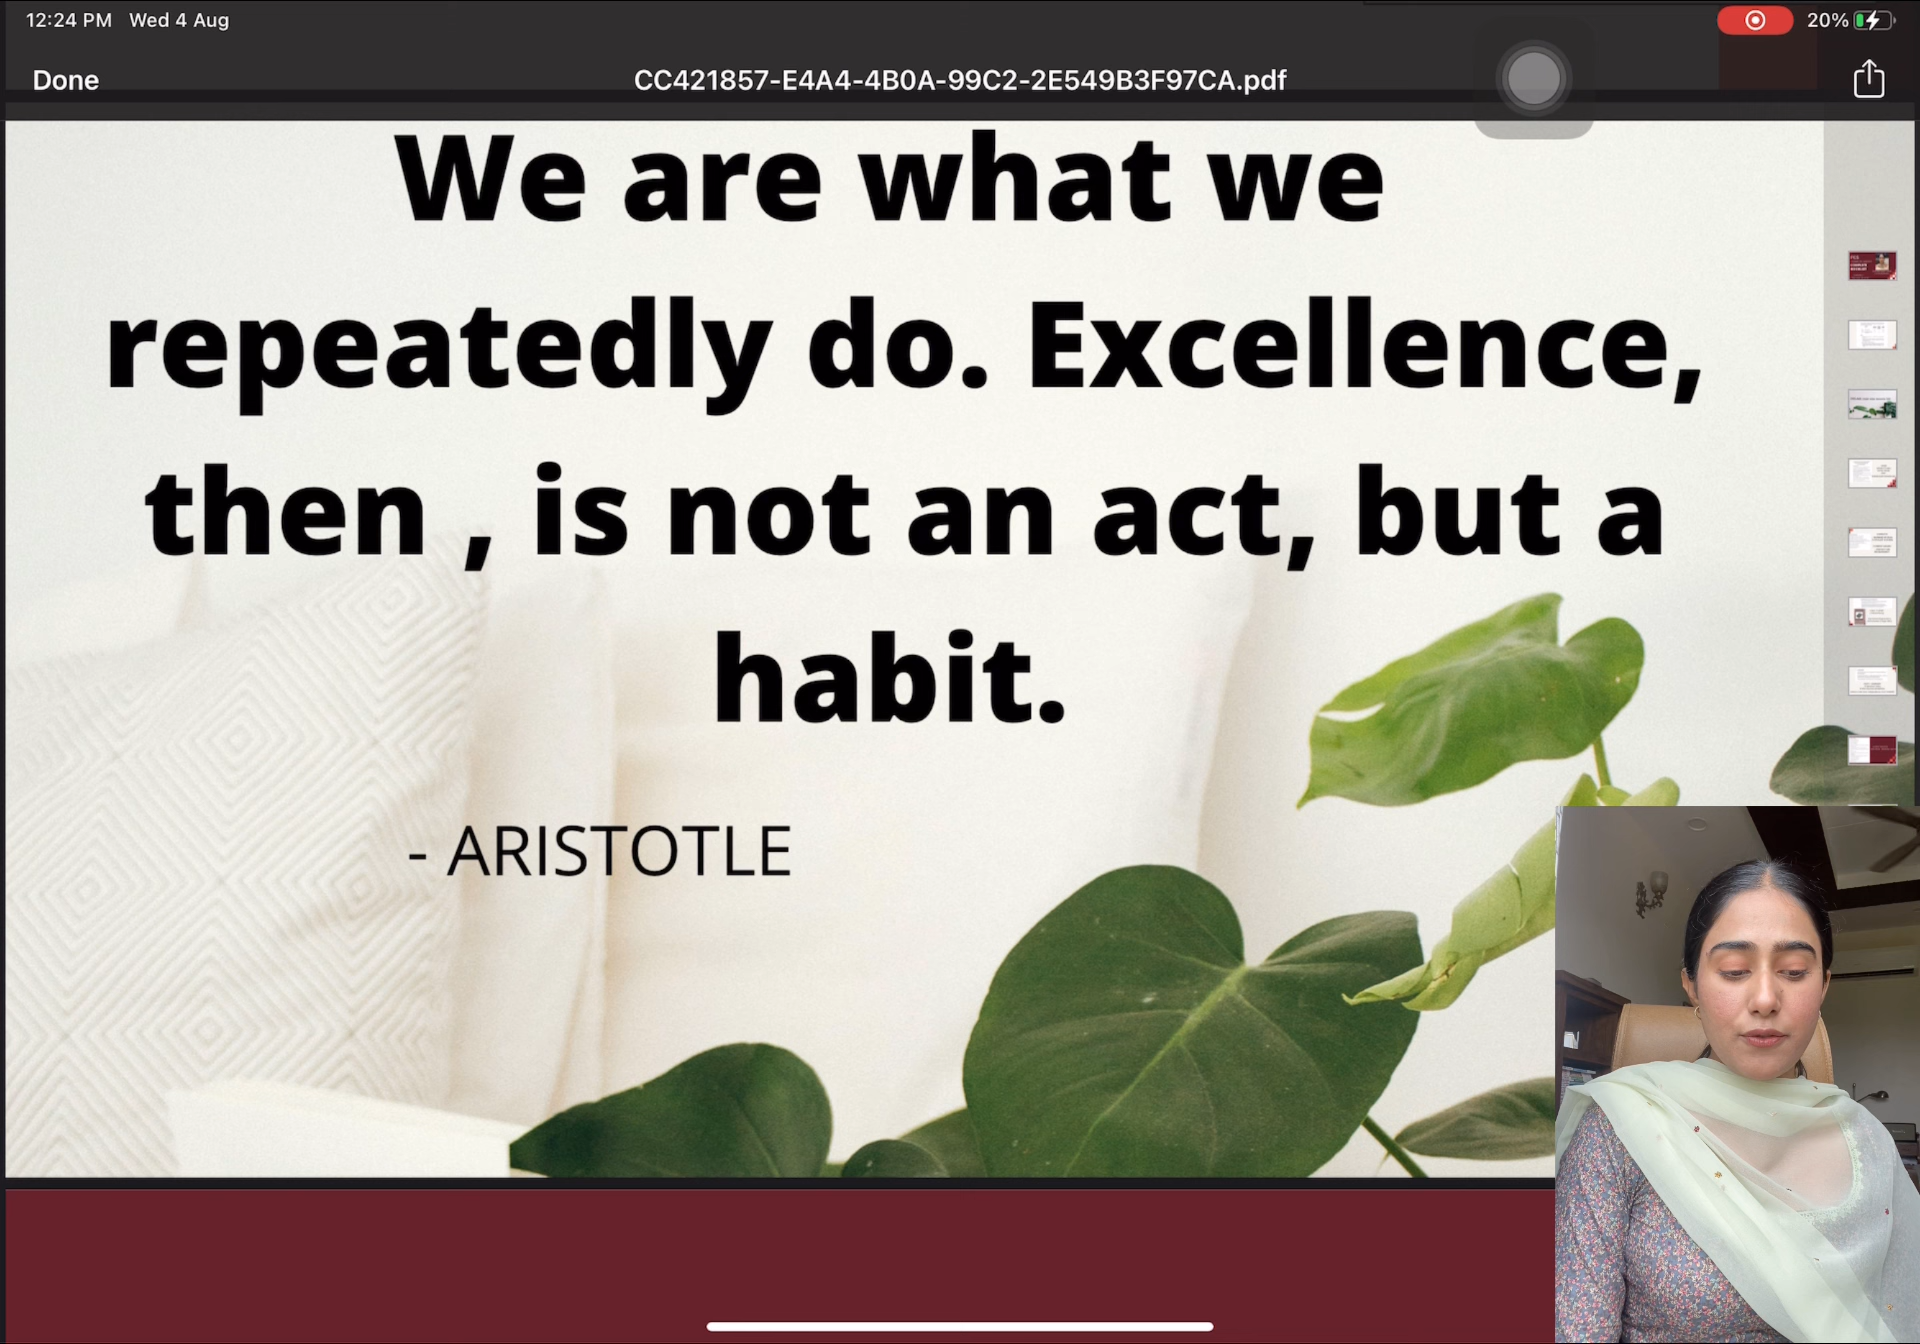 12:24 PM Wed 4 Aug
20%
Done
CC421857-E4A4-4B0A-99C2-2E549B3F97CA.pdf
We are what we
repeatedly do. Excellence,
then , is not an act, but a
habit.
- ARISTOTLE